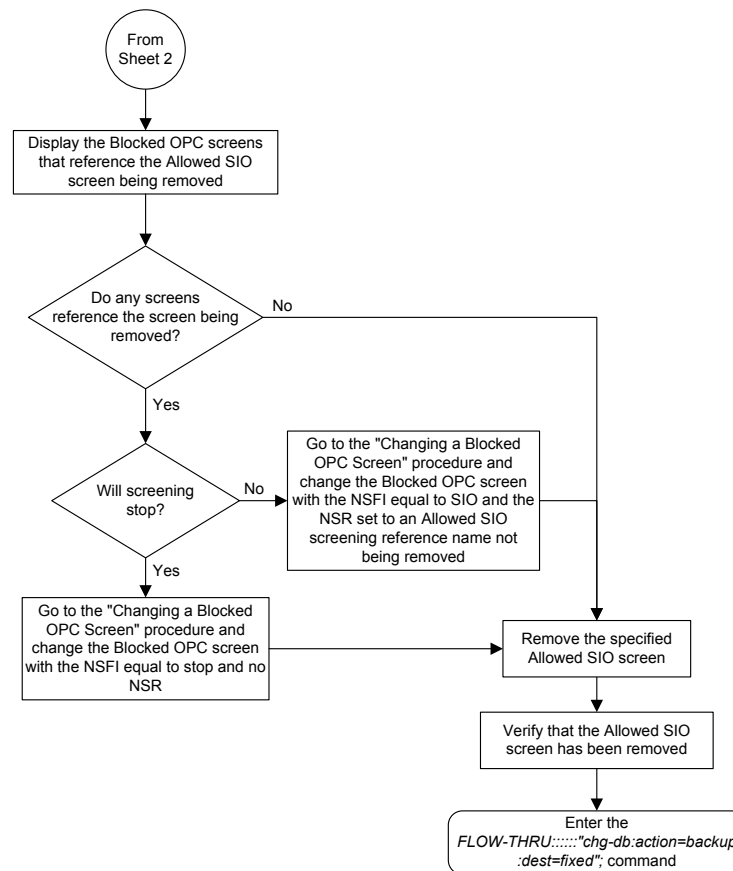 From
Sheet 2
Display the Blocked OPC screens
that reference the Allowed SIO
screen being removed
Do any screens
reference the screen being
removed?
No
Yes
Will screening
stop?
No
Go to the "Changing a Blocked
OPC Screen" procedure and
change the Blocked OPC screen
with the NSFI equal to SIO and the
NSR set to an Allowed SIO
screening reference name not
being removed
Yes
Go to the "Changing a Blocked
OPC Screen" procedure and
change the Blocked OPC screen
with the NSFI equal to stop and no
NSR
Remove the specified
Allowed SIO screen
Verify that the Allowed SIO
screen has been removed
Enter the
FLOW-THRU::::::"chg-db:action=backup
:dest=fixed"; command